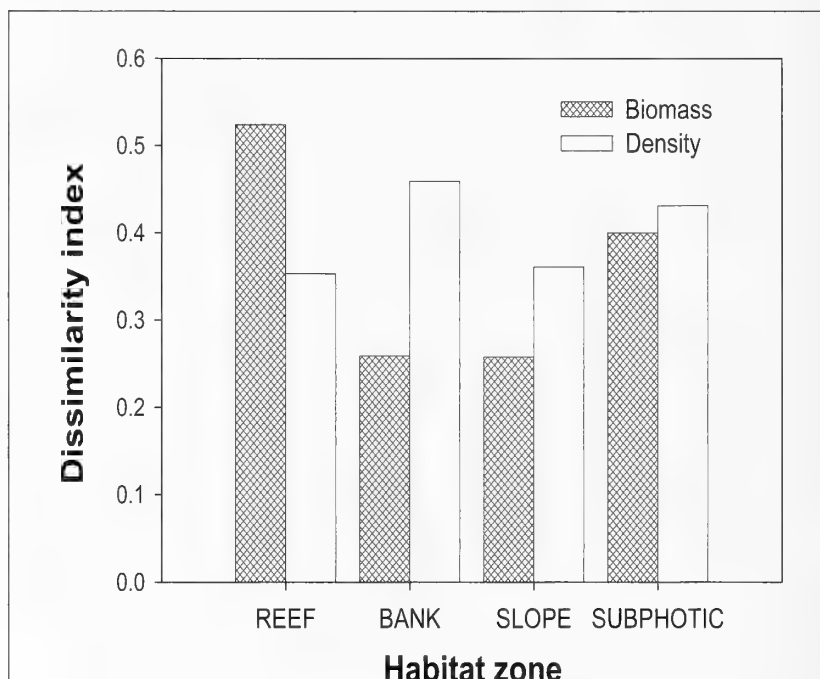 0.6
0.5
0.4
0.3
0.2
0.1
0.0
Dissimilarity index
Biomass
Density
REEF BANK SLOPE SUBPHOTIC
Habitat zone